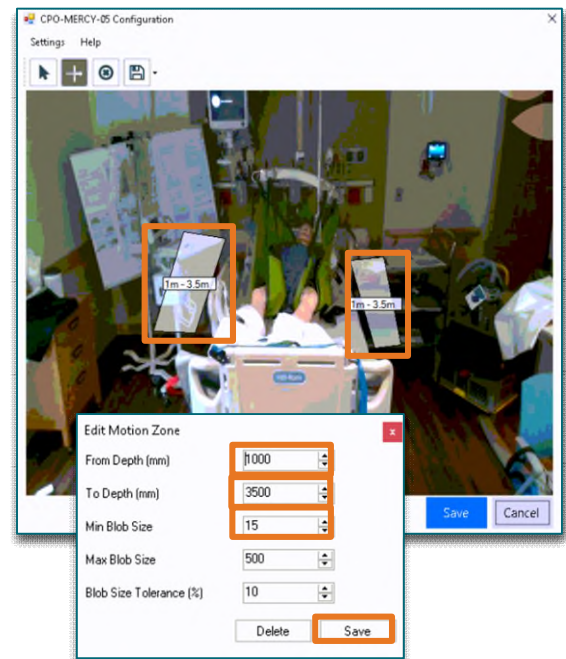 CPO-MERCY-05 Configuration
Settings Help
1m - 3.5m
1m - 3.5m
Edit Motion Zone
x
From Depth (mm) 1000
To Depth (mm) 3500
Min Blob Size 15
Max Blob Size 500
Blob Size Tolerance (%) 10
Delete Save
Save Cancel